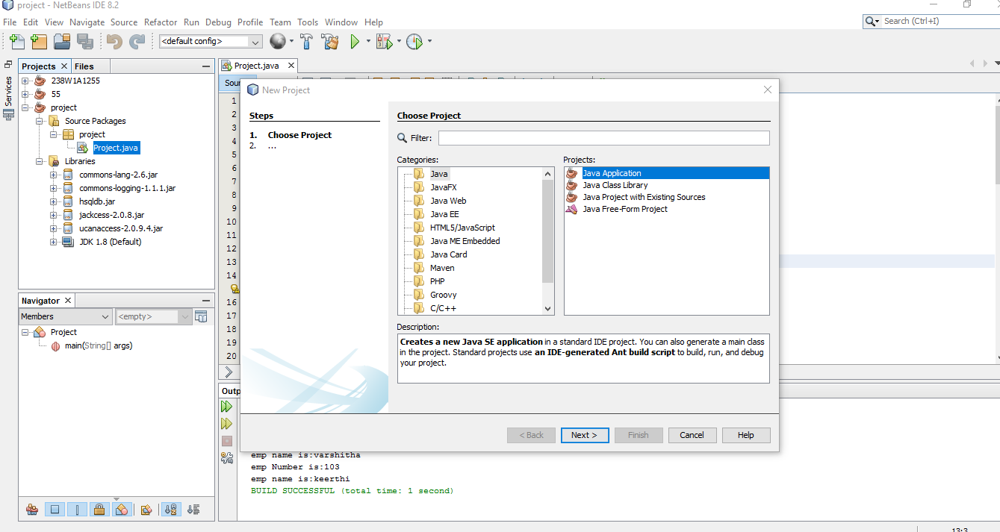 project - NetBeans IDE 8.2
File Edit View Navigate Source Refactor Run Debug Profile Team Tools Window Help
Search (Ctrl+I)
<default config>
Projects Files
Services
238W1A1255
55
project
Source Packages
project
Project.java
Libraries
commons-lang-2.6.jar
commons-logging-1.1.1.jar
hsqldb.jar
jackcess-2.0.8.jar
ucanaccess-2.0.9.4.jar
JDK 1.8 (Default)
Navigator
Members <empty>
Project
main(String[] args)
Project.java
1
2
3
4
5
6
7
8
9
10
11
12
13
14
16
17
18
19
20
New Project
Steps
1. Choose Project
2. ...
Choose Project
Filter:
Categories:
Java
JavaFX
Java Web
Java EE
HTML5/JavaScript
Java ME Embedded
Java Card
Maven
PHP
Groovy
C/C++
Projects:
Java Application
Java Class Library
Java Project with Existing Sources
Java Free-Form Project
Description:
Creates a new Java SE application in a standard IDE project. You can also generate a main class
in the project. Standard projects use an IDE-generated Ant build script to build, run, and debug
your project.
< Back Next > Finish Cancel Help
emp name is:varshitha
emp Number is:103
emp name is:keerthi
BUILD SUCCESSFUL (total time: 1 second)
13:3